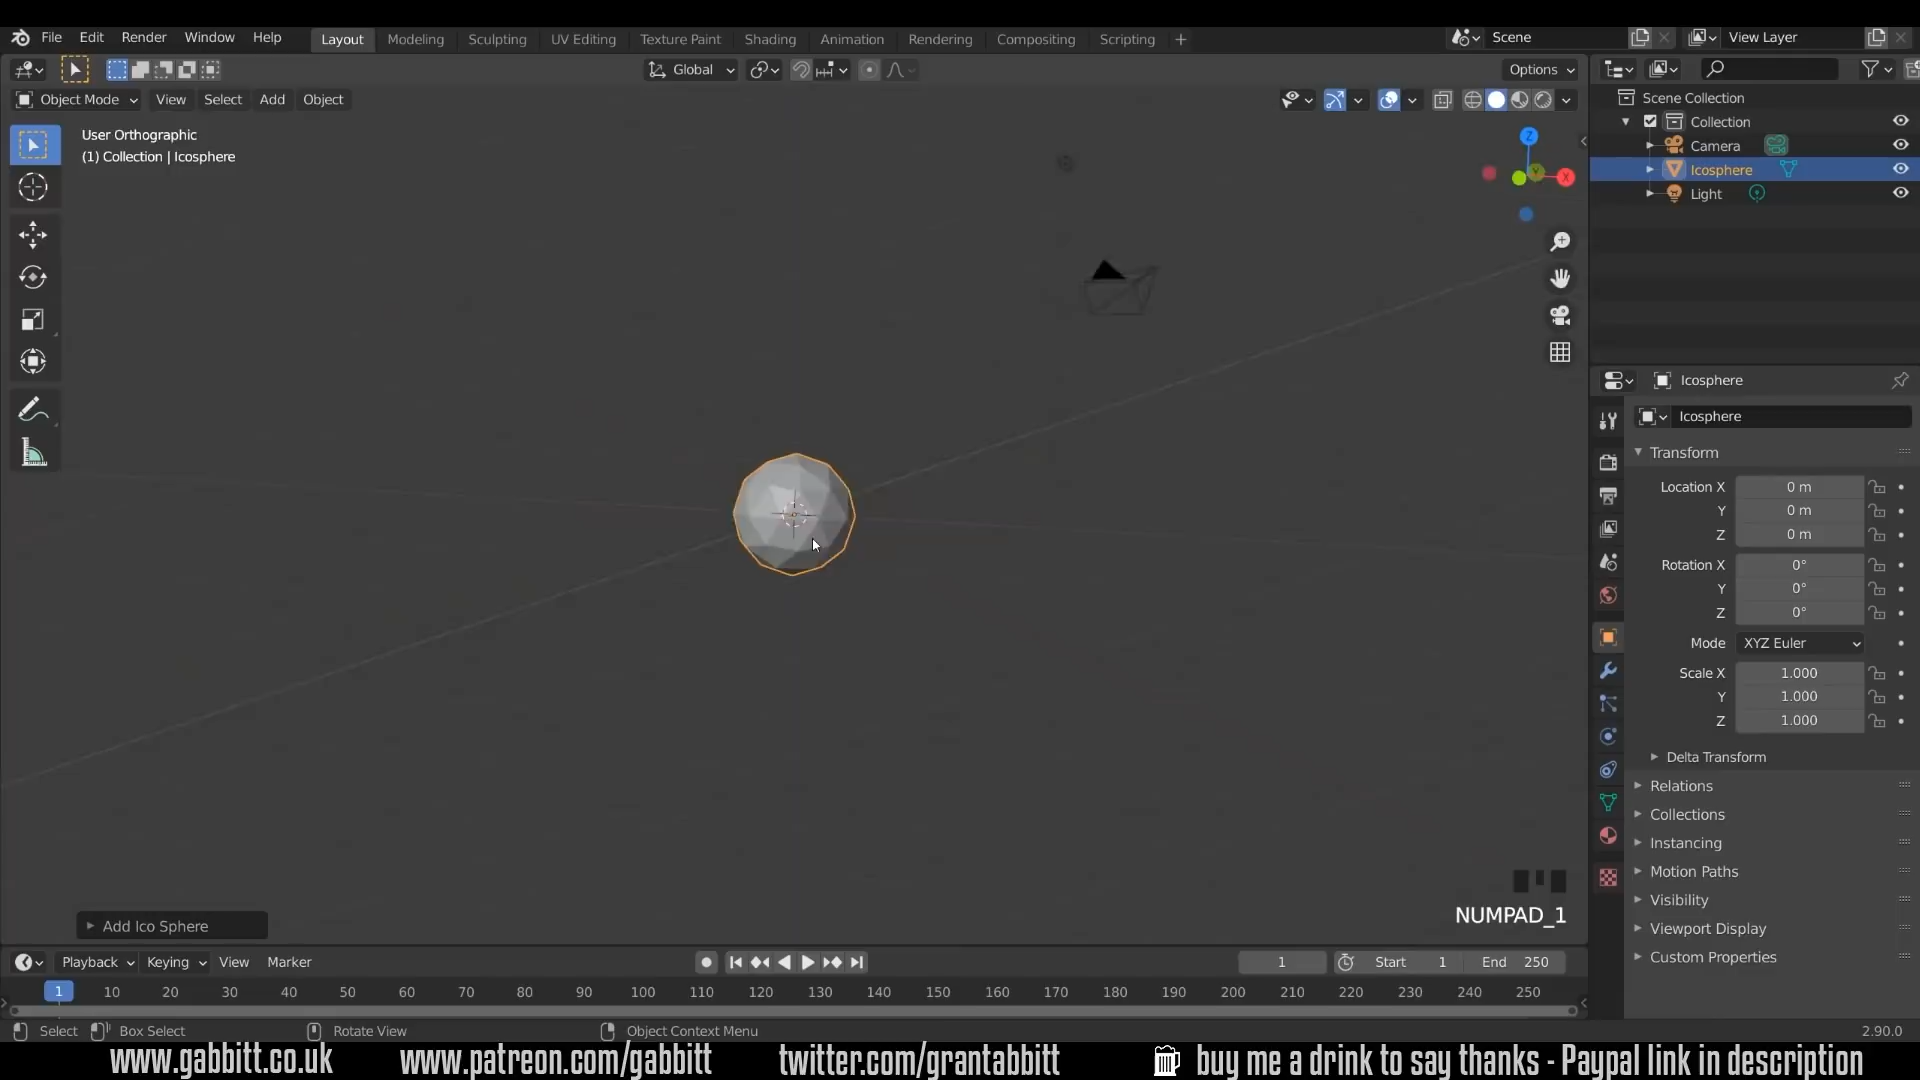 File Edit Render Window Help Layout Modeling Sculpting UV Editing Texture Paint Shading Animation Rendering Compositing Scripting + Scene View Layer
Global Options
Object Mode View Select Add Object
User Orthographic
(1) Collection | Icosphere
Z
Y
X
Scene Collection
Collection
Camera
Icosphere
Light
Icosphere
Icosphere
Transform
Location X 0 m
Y 0 m
Z 0 m
Rotation X 0°
Y 0°
Z 0°
Mode XYZ Euler
Scale X 1.000
Y 1.000
Z 1.000
Delta Transform
Relations
Collections
Instancing
Motion Paths
Visibility
Viewport Display
Custom Properties
NUMPAD_1
Add Ico Sphere
Playback Keying View Marker 1 Start 1 End 250
1 10 20 30 40 50 60 70 80 90 100 110 120 130 140 150 160 170 180 190 200 210 220 230 240 250
Select Box Select Rotate View Object Context Menu 2.90.0
www.gabbitt.co.uk www.patreon.com/gabbitt twitter.com/grantabbitt buy me a drink to say thanks - Paypal link in description